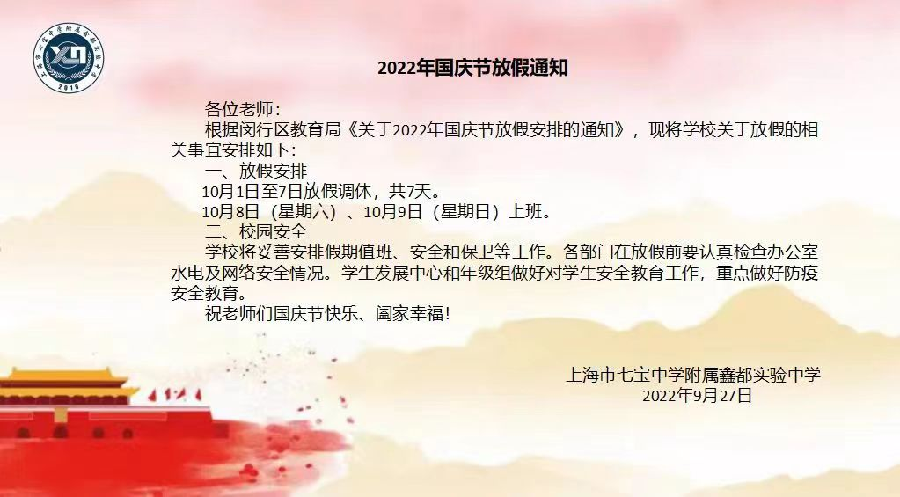 2022年国庆节放假通知
各位老师：
根据闵行区教育局《关于2022年国庆节放假安排的通知》，现将学校关于放假的相
关事宜安排如下：
一、放假安排
10月1日至7日放假调休，共7天。
10月8日（星期六）、10月9日（星期日）上班。
二、校园安全
学校将妥善安排假期值班、安全和保卫等工作。各部门在放假前要认真检查办公室
水电及网络安全情况。学生发展中心和年级组做好对学生安全教育工作，重点做好防疫
安全教育。
祝老师们国庆节快乐、阖家幸福！
上海市七宝中学附属鑫都实验中学
2022年9月27日